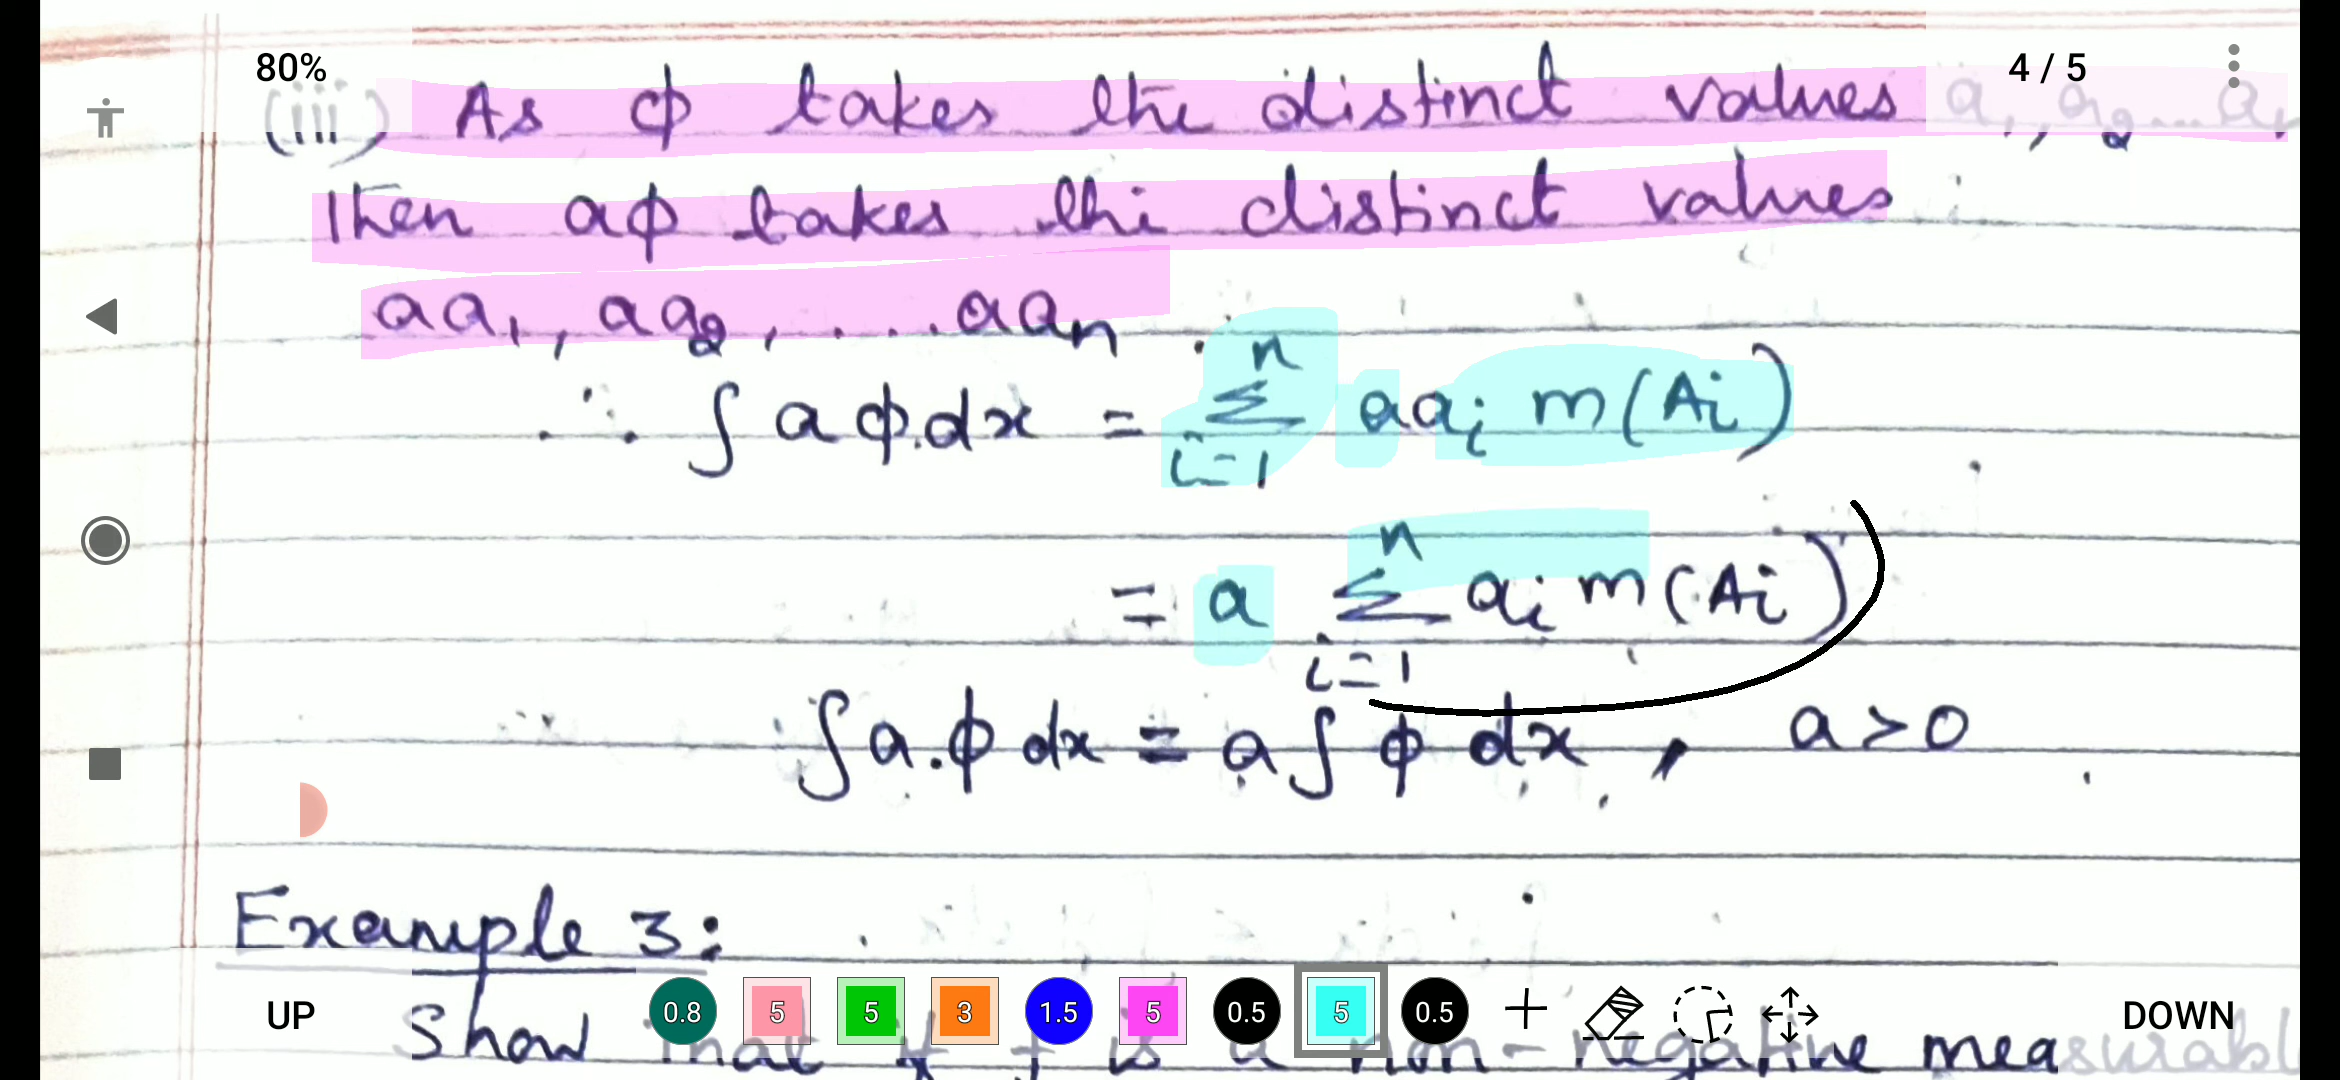 80%
4 / 5
(iii) As φ takes the distinct values a₁, a₂ ... aₙ
then aφ takes the distinct values
aa₁, aa₂, .... aaₙ.
∴ ∫ a φ.dx = Σ_{i=1}^{n} aaᵢ m(Aᵢ)
= a Σ_{i=1}^{n} aᵢ m(Aᵢ)
∫ a.φ dx = a ∫ φ dx , a > 0
Example 3:
Show that if f is a non-negative measurabl
UP
0.8 5 5 3 1.5 5 0.5 5 0.5
DOWN